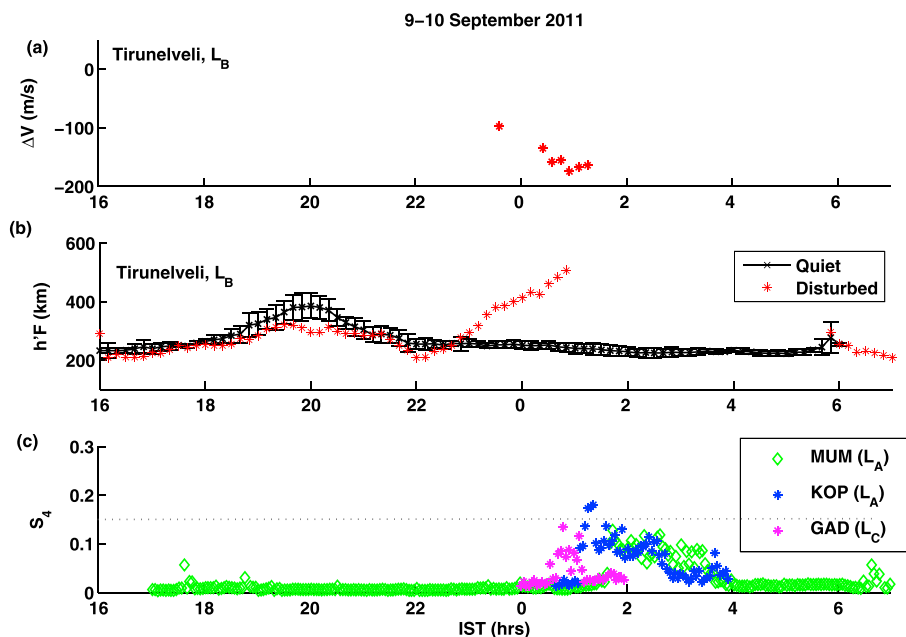 9–10 September 2011
(a)
Tirunelveli, L_B
ΔV (m/s)
0
−100
−200
16 18 20 22 0 2 4 6
(b)
Tirunelveli, L_B
h'F (km)
600
400
200
Quiet
Disturbed
16 18 20 22 0 2 4 6
(c)
S_4
0.3
0.2
0.1
0
MUM (L_A)
KOP (L_A)
GAD (L_C)
16 18 20 22 0 2 4 6
IST (hrs)